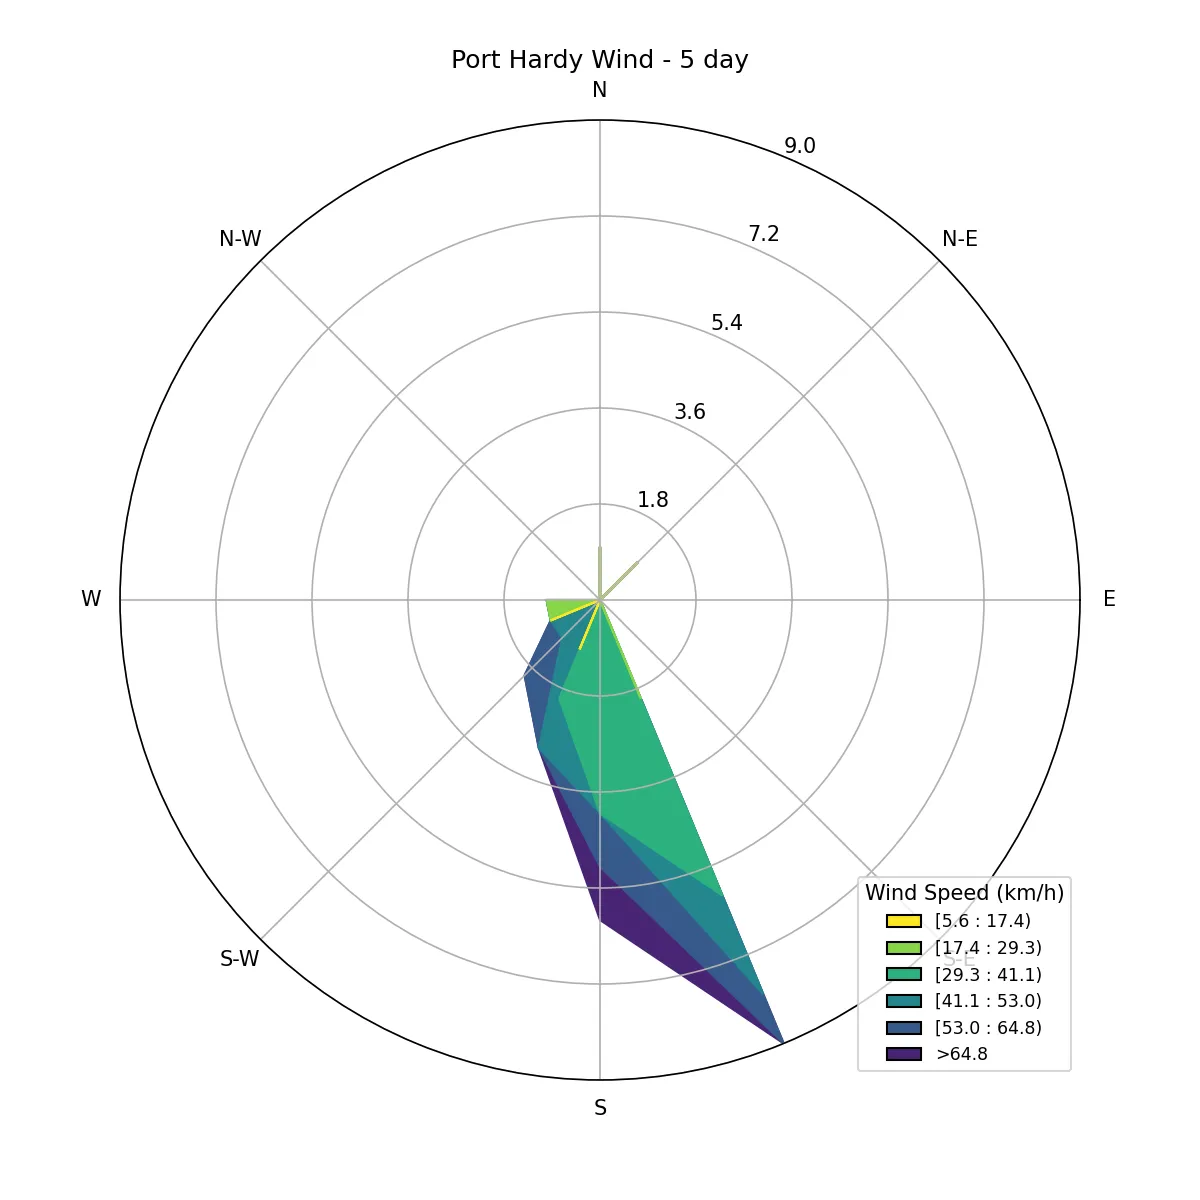 Port Hardy Wind - 5 day
N
9.0
N-W
7.2
N-E
5.4
3.6
1.8
W
E
S-W
S-E
S
Wind Speed (km/h)
[5.6 : 17.4)
[17.4 : 29.3)
[29.3 : 41.1)
[41.1 : 53.0)
[53.0 : 64.8)
>64.8